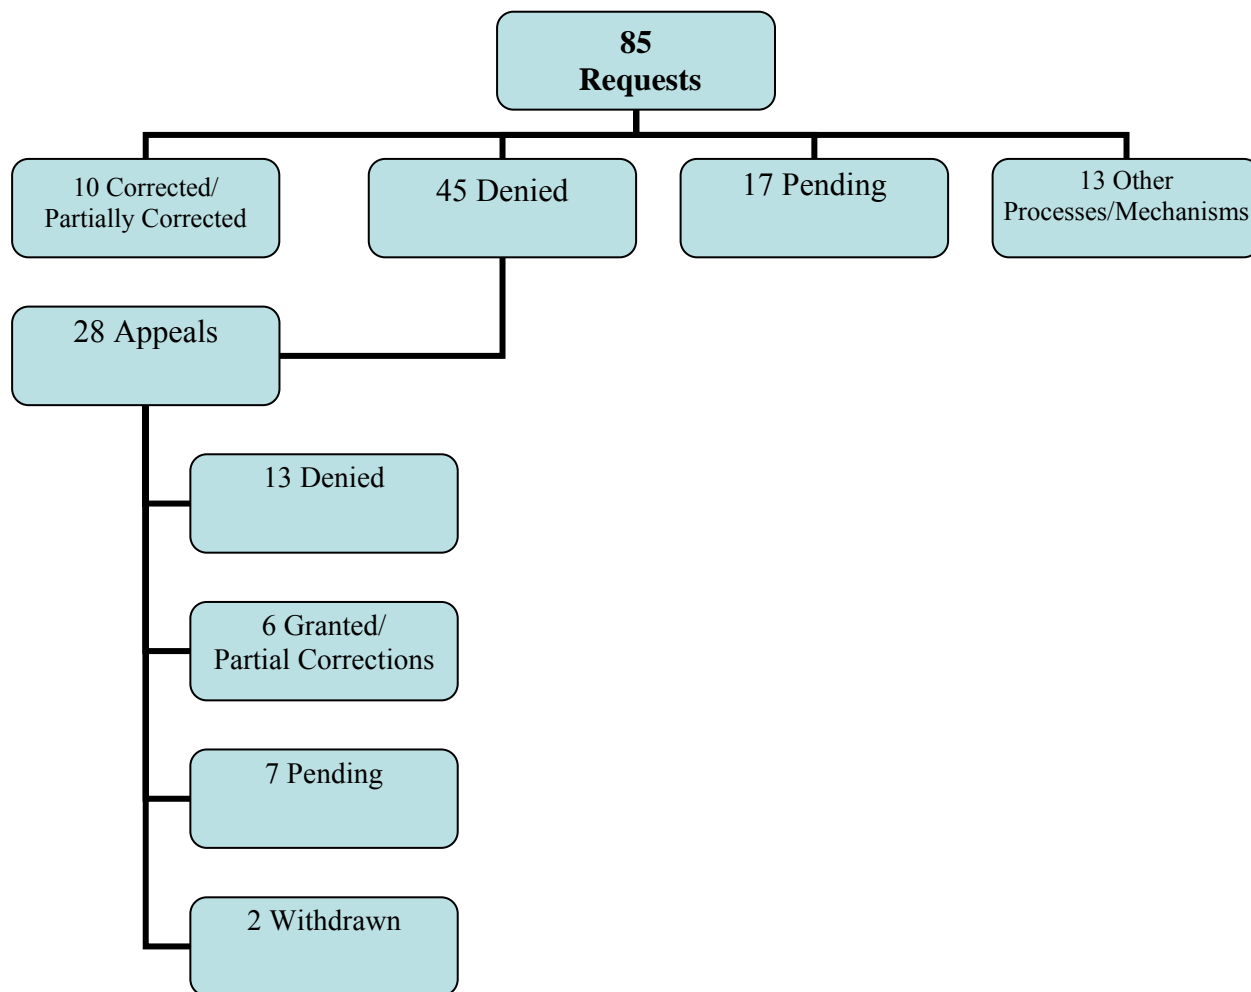 85
Requests
10 Corrected/
Partially Corrected
45 Denied
17 Pending
13 Other
Processes/Mechanisms
28 Appeals
13 Denied
6 Granted/
Partial Corrections
7 Pending
2 Withdrawn